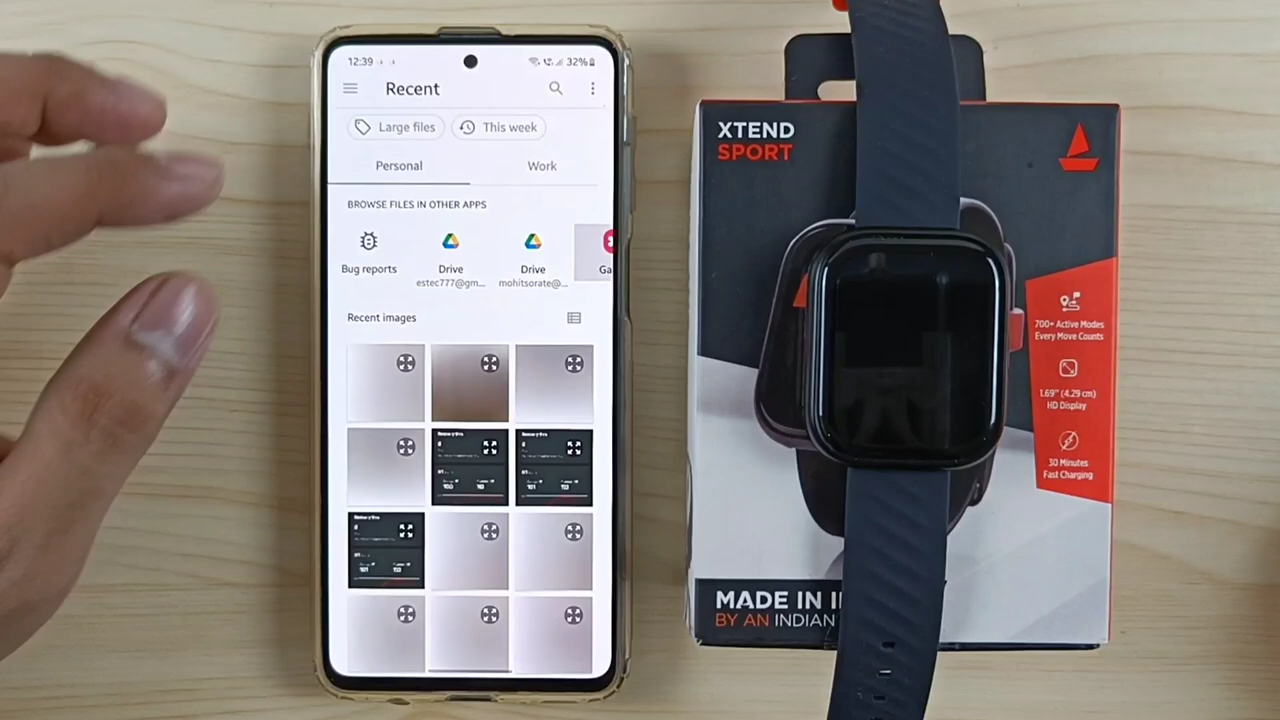 12:39
32%
Recent
Large files
This week
Personal
Work
BROWSE FILES IN OTHER APPS
Bug reports
Drive
estec777@gm...
Drive
mohitsorate@...
Ga
Recent images
XTEND
SPORT
700+ Active Modes
Every Move Counts
1.69" (4.29 cm)
HD Display
30 Minutes
Fast Charging
MADE IN I
BY AN INDIAN